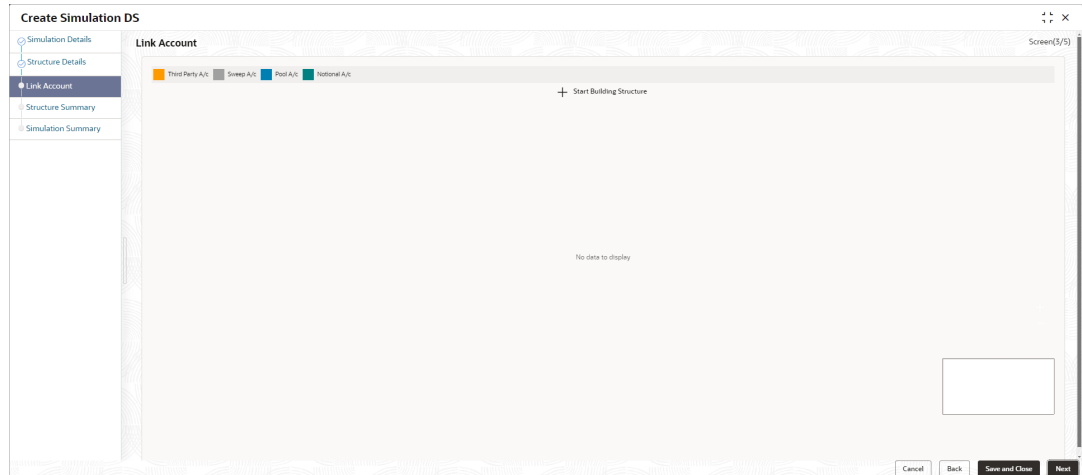 Create Simulation DS
Simulation Details
Structure Details
Link Account
Structure Summary
Simulation Summary
Link Account
Screen(3/5)
Third Party A/c Sweep A/c Pool A/c Notional A/c
Start Building Structure
No data to display
Cancel Back Save and Close Next